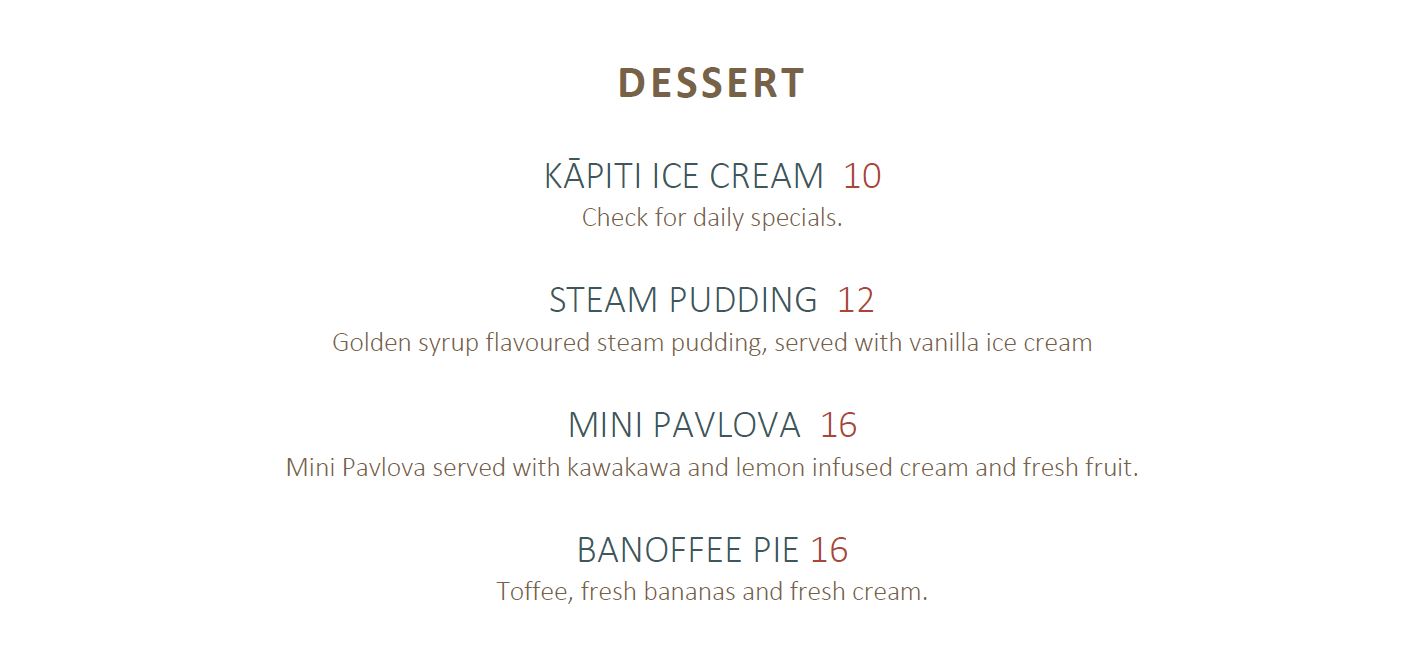 DESSERT
KĀPITI ICE CREAM 10
Check for daily specials.
STEAM PUDDING 12
Golden syrup flavoured steam pudding, served with vanilla ice cream
MINI PAVLOVA 16
Mini Pavlova served with kawakawa and lemon infused cream and fresh fruit.
BANOFFEE PIE 16
Toffee, fresh bananas and fresh cream.